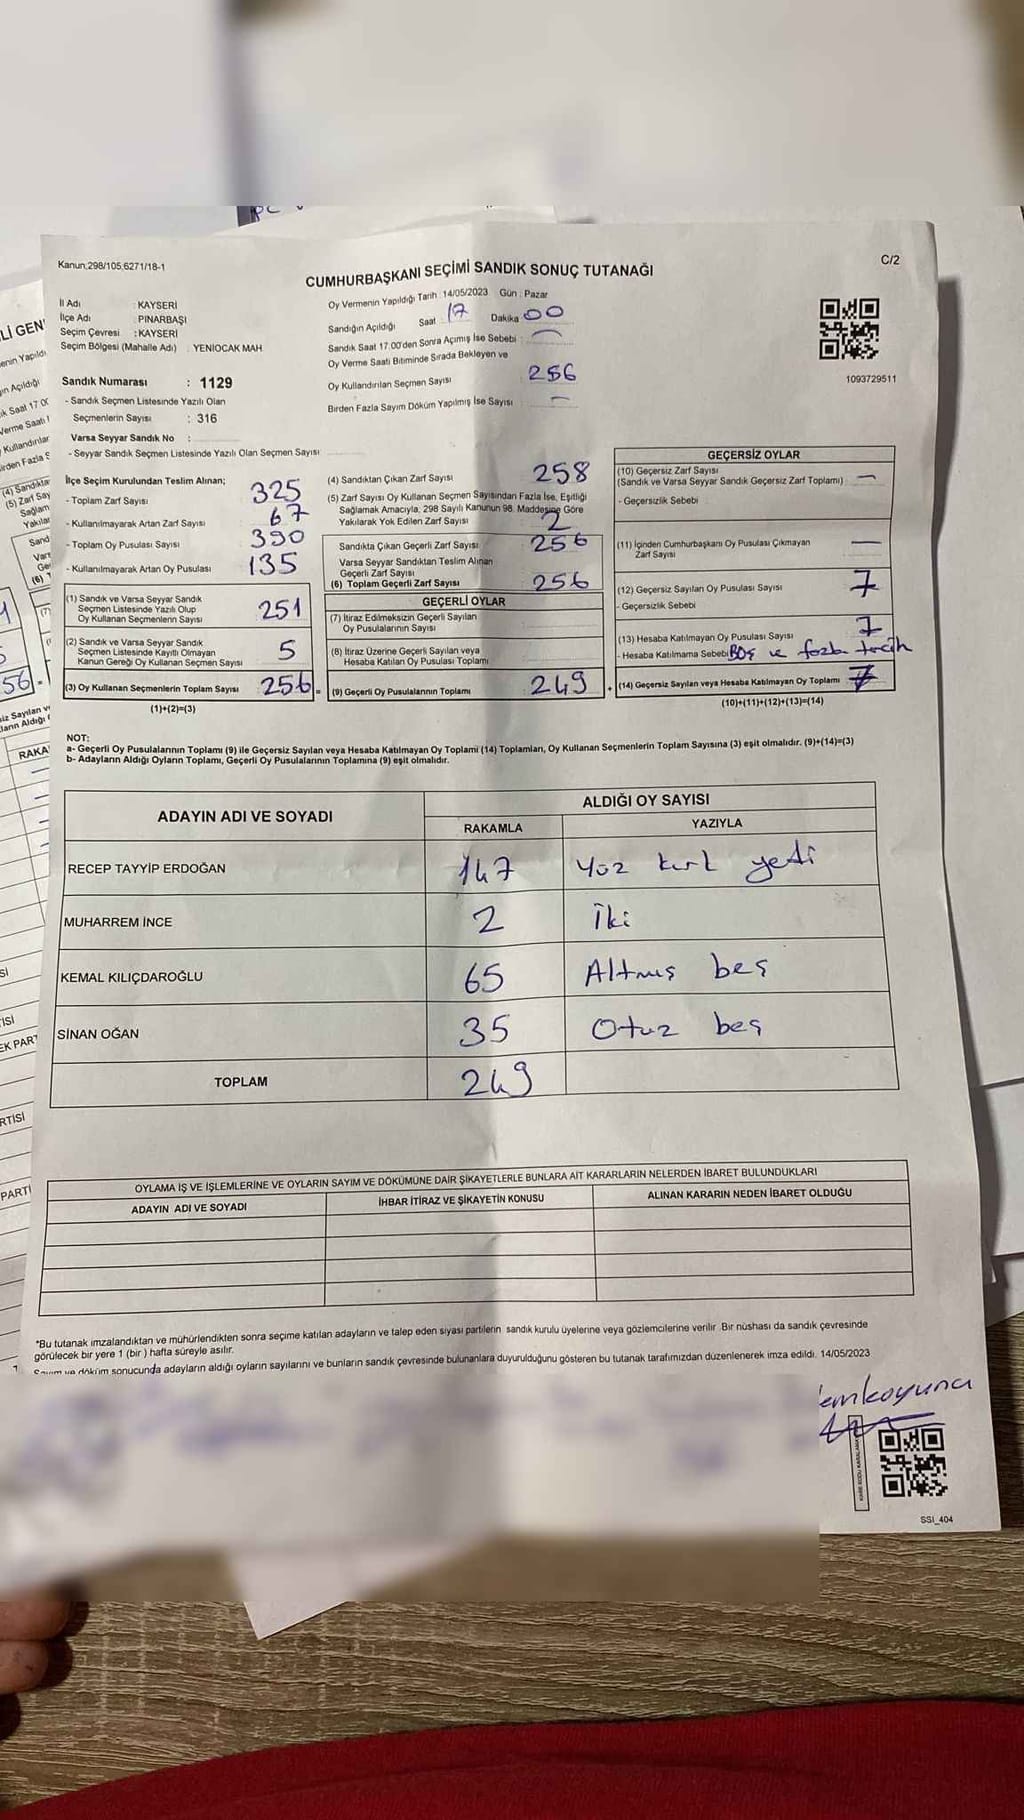 Kanun;298/105;6271/18-1
C/2
CUMHURBAŞKANI SEÇİMİ SANDIK SONUÇ TUTANAĞI
İl Adı : KAYSERİ
İlçe Adı : PINARBAŞI
Seçim Çevresi : KAYSERİ
Seçim Bölgesi (Mahalle Adı) : YENIOCAK MAH.
Sandık Numarası : 1129
- Sandık Seçmen Listesinde Yazılı Olan
Seçmenlerin Sayısı : 316
Varsa Seyyar Sandık No :
- Seyyar Sandık Seçmen Listesinde Yazılı Olan Seçmen Sayısı
Oy Vermenin Yapıldığı Tarih : 14/05/2023 Gün : Pazar
Sandığın Açıldığı Saat 17 Dakika 00
Sandık Saat 17.00'den Sonra Açımış İse Sebebi : —
Oy Verme Saati Bitiminde Sırada Bekleyen ve
Oy Kullandırılan Seçmen Sayısı 256
Birden Fazla Sayım Döküm Yapılmış İse Sayısı —
1093729511
İlçe Seçim Kurulundan Teslim Alınan;
- Toplam Zarf Sayısı 325
- Kullanılmayarak Artan Zarf Sayısı 67
- Toplam Oy Pusulası Sayısı 390
- Kullanılmayarak Artan Oy Pusulası 135
(1) Sandık ve Varsa Seyyar Sandık
Seçmen Listesinde Yazılı Olup
Oy Kullanan Seçmenlerin Sayısı 251
(2) Sandık ve Varsa Seyyar Sandık
Seçmen Listesinde Kayıtlı Olmayan
Kanun Gereği Oy Kullanan Seçmen Sayısı 5
(3) Oy Kullanan Seçmenlerin Toplam Sayısı 256
(1)+(2)=(3)
(4) Sandıktan Çıkan Zarf Sayısı 258
(5) Zarf Sayısı Oy Kullanan Seçmen Sayısından Fazla İse, Eşitliği
Sağlamak Amacıyla, 298 Sayılı Kanunun 98. Maddesine Göre
Yakılarak Yok Edilen Zarf Sayısı 2
Sandıkta Çıkan Geçerli Zarf Sayısı 256
Varsa Seyyar Sandıktan Teslim Alınan
Geçerli Zarf Sayısı
(6) Toplam Geçerli Zarf Sayısı 256
GEÇERLİ OYLAR
(7) İtiraz Edilmeksizin Geçerli Sayılan
Oy Pusulalarının Sayısı
(8) İtiraz Üzerine Geçerli Sayılan veya
Hesaba Katılan Oy Pusulası Toplamı
(9) Geçerli Oy Pusulalarının Toplamı 249
GEÇERSİZ OYLAR
(10) Geçersiz Zarf Sayısı
(Sandık ve Varsa Seyyar Sandık Geçersiz Zarf Toplamı) —
- Geçersizlik Sebebi
(11) İçinden Cumhurbaşkanı Oy Pusulası Çıkmayan
Zarf Sayısı —
(12) Geçersiz Sayılan Oy Pusulası Sayısı 7
- Geçersizlik Sebebi
(13) Hesaba Katılmayan Oy Pusulası Sayısı 7
- Hesaba Katılmama Sebebi Boş ve fazla tercih
(14) Geçersiz Sayılan veya Hesaba Katılmayan Oy Toplamı 7
(10)+(11)+(12)+(13)=(14)
NOT:
a- Geçerli Oy Pusulalarının Toplamı (9) ile Geçersiz Sayılan veya Hesaba Katılmayan Oy Toplamı (14) Toplamları, Oy Kullanan Seçmenlerin Toplam Sayısına (3) eşit olmalıdır. (9)+(14)=(3)
b- Adayların Aldığı Oyların Toplamı, Geçerli Oy Pusulalarının Toplamına (9) eşit olmalıdır.
ADAYIN ADI VE SOYADI
ALDIĞI OY SAYISI
RAKAMLA YAZIYLA
RECEP TAYYİP ERDOĞAN 147 Yüz kırk yedi
MUHARREM İNCE 2 İki
KEMAL KILIÇDAROĞLU 65 Altmış beş
SİNAN OĞAN 35 Otuz beş
TOPLAM 249
OYLAMA İŞ VE İŞLEMLERİNE VE OYLARIN SAYIM VE DÖKÜMÜNE DAİR ŞİKAYETLERLE BUNLARA AİT KARARLARIN NELERDEN İBARET BULUNDUKLARI
ADAYIN ADI VE SOYADI İHBAR İTİRAZ VE ŞİKAYETİN KONUSU ALINAN KARARIN NEDEN İBARET OLDUĞU
*Bu tutanak imzalandıktan ve mühürlendikten sonra seçime katılan adayların ve talep eden siyasi partilerin sandık kurulu üyelerine veya gözlemcilerine verilir. Bir nüshası da sandık çevresinde
görülecek bir yere 1 (bir) hafta süreyle asılır.
Sayım ve döküm sonucunda adayların aldığı oyların sayılarını ve bunların sandık çevresinde bulunanlara duyurulduğunu gösteren bu tutanak tarafımızdan düzenlenerek imza edildi. 14/05/2023
emkoyuncu
SSI_404